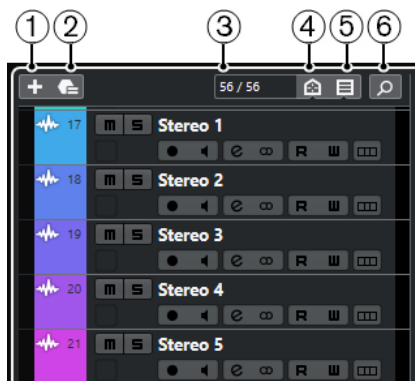 1 2 3 4 5 6
56 / 56
17 m S Stereo 1
e R W
18 m S Stereo 2
e R W
19 m S Stereo 3
e R W
20 m S Stereo 4
e R W
21 m S Stereo 5
e R W